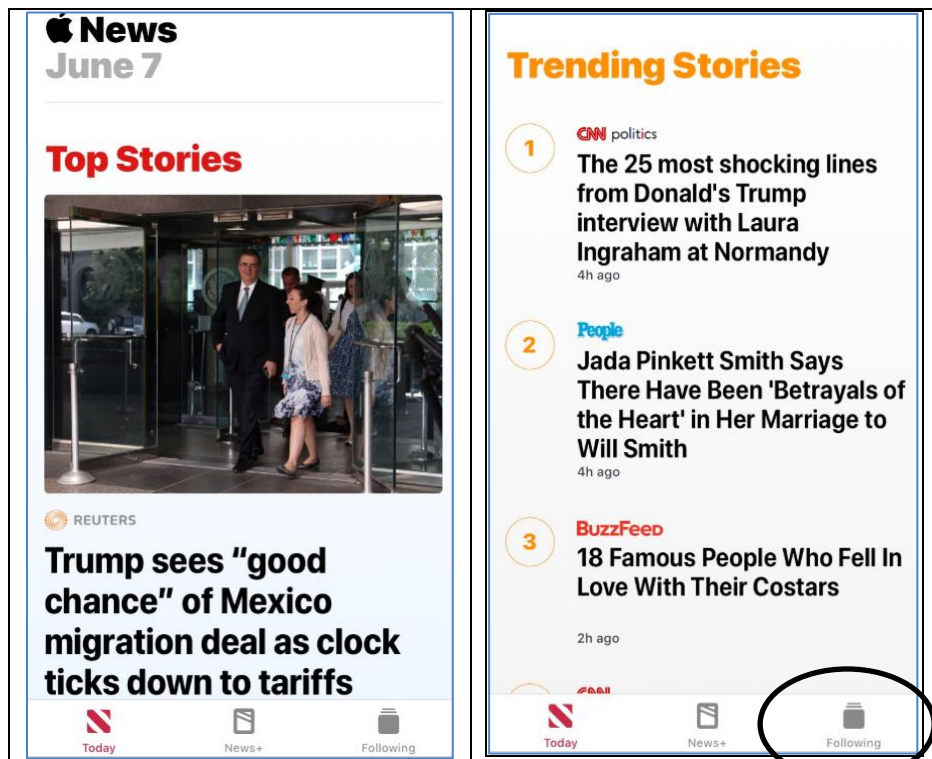 News
June 7
Top Stories
REUTERS
Trump sees “good
chance” of Mexico
migration deal as clock
ticks down to tariffs
Today
News+
Following
Trending Stories
1
CNN politics
The 25 most shocking lines
from Donald's Trump
interview with Laura
Ingraham at Normandy
4h ago
2
People
Jada Pinkett Smith Says
There Have Been 'Betrayals of
the Heart' in Her Marriage to
Will Smith
4h ago
3
BuzzFeed
18 Famous People Who Fell In
Love With Their Costars
2h ago
CNN
Today
News+
Following